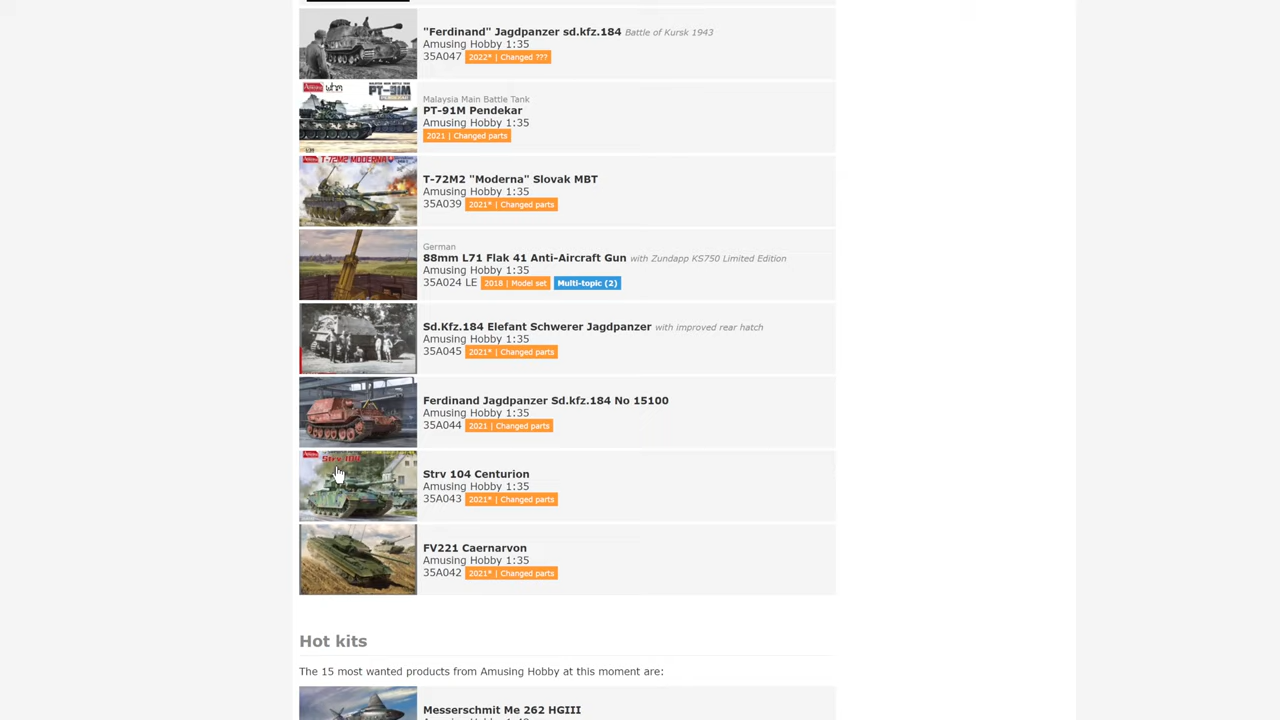 "Ferdinand" Jagdpanzer sd.kfz.184 Battle of Kursk 1943
Amusing Hobby 1:35
35A047 2022* | Changed ???
PT-91M
Malaysia Main Battle Tank
PT-91M Pendekar
Amusing Hobby 1:35
2021 | Changed parts
T-72M2 MODERNA
T-72M2 "Moderna" Slovak MBT
Amusing Hobby 1:35
35A039 2021* | Changed parts
German
88mm L71 Flak 41 Anti-Aircraft Gun with Zundapp KS750 Limited Edition
Amusing Hobby 1:35
35A024 LE 2018 | Model set Multi-topic (2)
Sd.Kfz.184 Elefant Schwerer Jagdpanzer with improved rear hatch
Amusing Hobby 1:35
35A045 2021* | Changed parts
Ferdinand Jagdpanzer Sd.kfz.184 No 15100
Amusing Hobby 1:35
35A044 2021 | Changed parts
Strv 104
Strv 104 Centurion
Amusing Hobby 1:35
35A043 2021* | Changed parts
FV221 Caernarvon
Amusing Hobby 1:35
35A042 2021* | Changed parts
Hot kits
The 15 most wanted products from Amusing Hobby at this moment are:
Messerschmit Me 262 HGIII